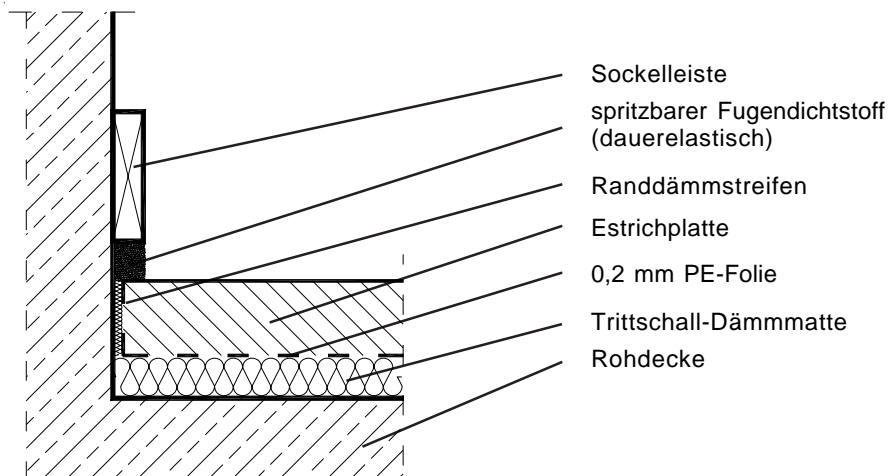 Sockelleiste
spritzbarer Fugendichtstoff
(dauerelastisch)
Randdämmstreifen
Estrichplatte
0,2 mm PE-Folie
Trittschall-Dämmmatte
Rohdecke